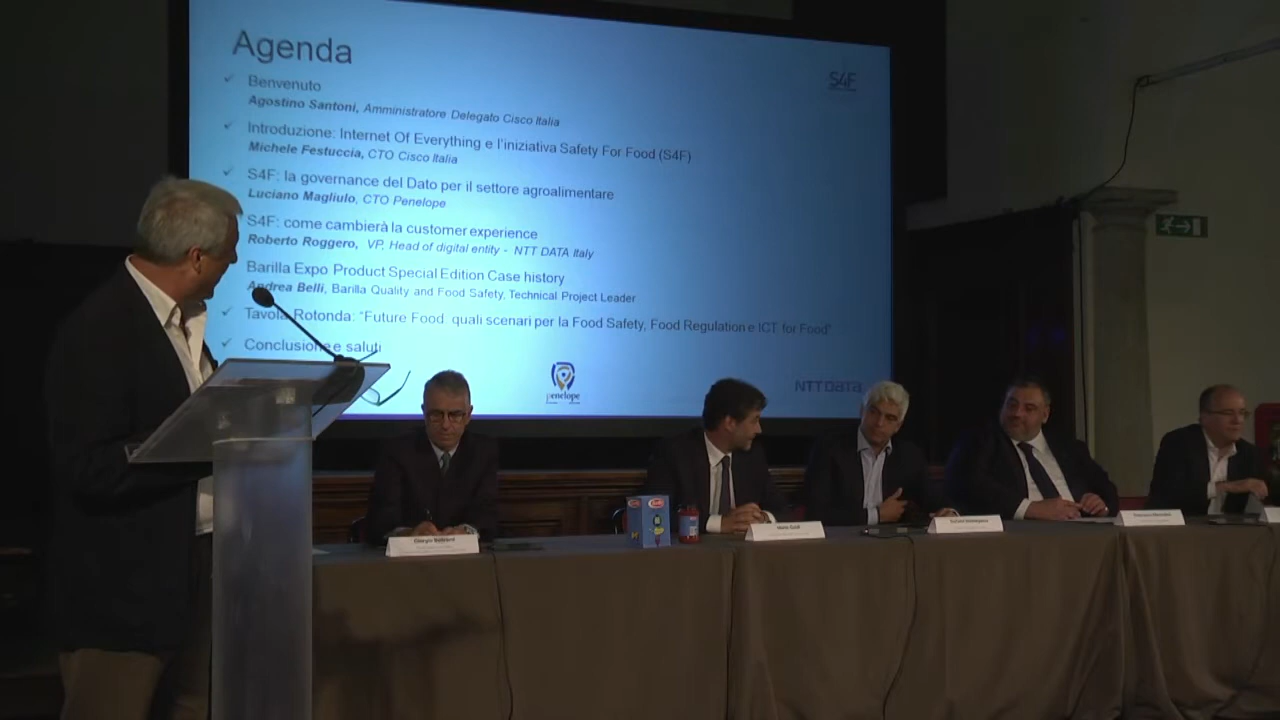 Agenda
S4F
Benvenuto
Agostino Santoni, Amministratore Delegato Cisco Italia
Introduzione: Internet Of Everything e l'iniziativa Safety For Food (S4F)
Michele Festuccia, CTO Cisco Italia
S4F: la governance del Dato per il settore agroalimentare
Luciano Magliulo, CTO Penelope
S4F: come cambierà la customer experience
Roberto Roggero, VP, Head of digital entity - NTT DATA Italy
Barilla Expo Product Special Edition Case history
Andrea Belli, Barilla Quality and Food Safety, Technical Project Leader
Tavola Rotonda: "Future Food quali scenari per la Food Safety, Food Regulation e ICT for Food"
Conclusione e saluti
penelope
NTT DATA